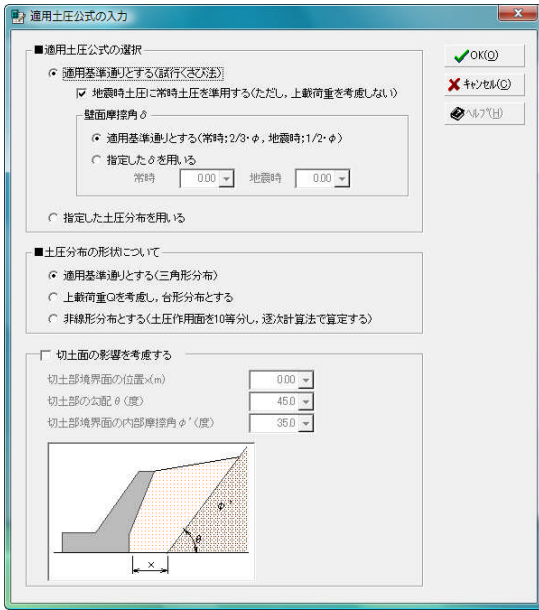 適用土圧公式の入力
■適用土圧公式の選択
適用基準通りとする(試行くさび法)
地震時土圧に常時土圧を準用する(ただし,上載荷重を考慮しない)
壁面摩擦角δ
適用基準通りとする(常時;2/3・φ,地震時;1/2・φ)
指定したδを用いる
常時 0.00 地震時 0.00
指定した土圧分布を用いる
■土圧分布の形状について
適用基準通りとする(三角形分布)
上載荷重Qを考慮し,台形分布とする
非線形分布とする(土圧作用面を10等分し,逐次計算法で算定する)
切土面の影響を考慮する
切土部境界面の位置x(m) 0.00
切土部の勾配θ(度) 45.0
切土部境界面の内部摩擦角φ'(度) 35.0
φ'
θ
x
OK(O)
キャンセル(C)
ヘルプ(H)